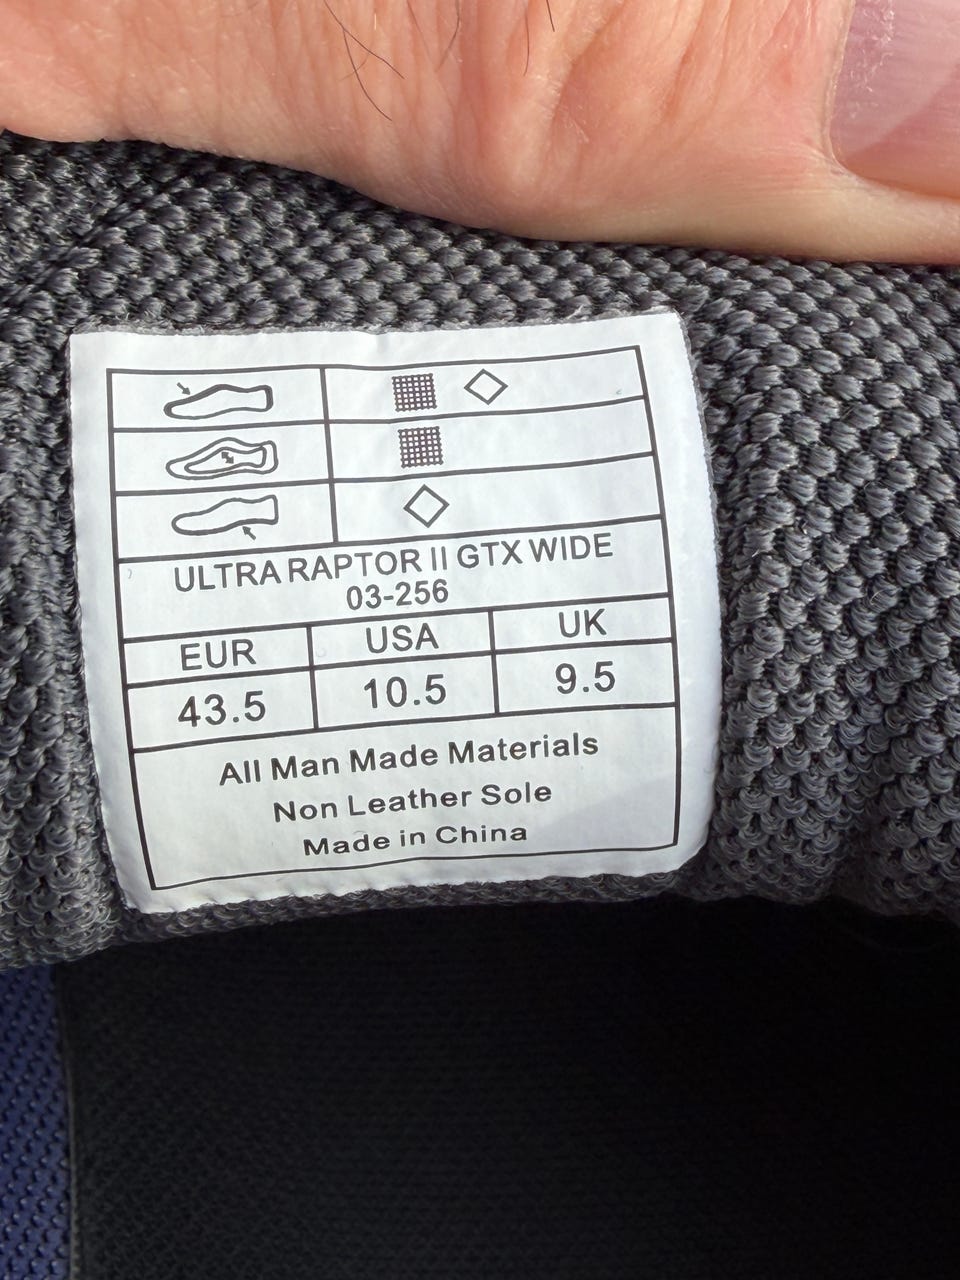 ULTRA RAPTOR II GTX WIDE
03-256
EUR USA UK
43.5 10.5 9.5
All Man Made Materials
Non Leather Sole
Made in China